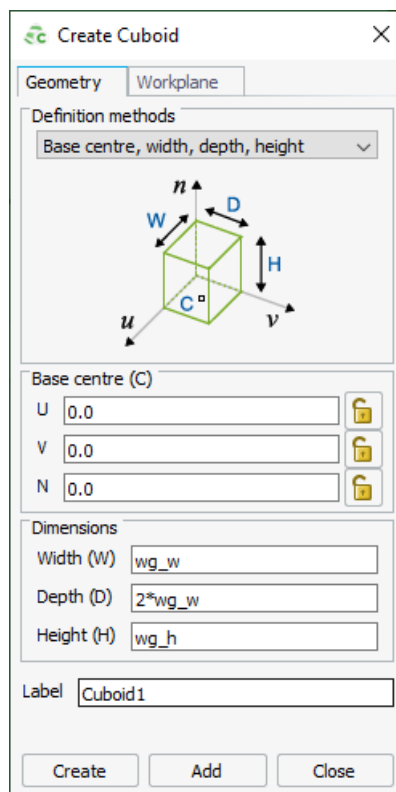 Create Cuboid
Geometry Workplane
Definition methods
Base centre, width, depth, height
n
W D
H
C
u v
Base centre (C)
U 0.0
V 0.0
N 0.0
Dimensions
Width (W) wg_w
Depth (D) 2*wg_w
Height (H) wg_h
Label Cuboid1
Create Add Close